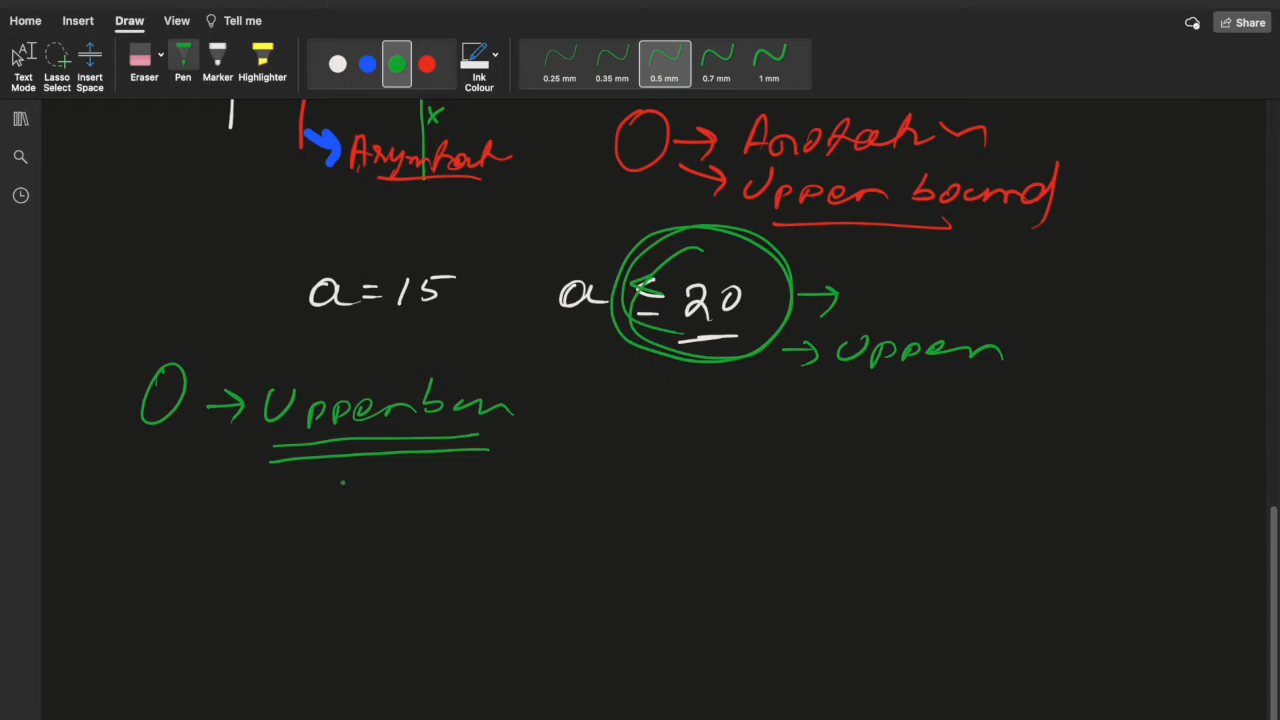 Home Insert Draw View Tell me
Share
Text Mode
Lasso Select
Insert Space
Eraser
Pen
Marker
Highlighter
Ink Colour
0.25 mm
0.35 mm
0.5 mm
0.7 mm
1 mm
x
O →
→ Upper bound
a = 15
a ≤ 20 →
→ Upper
O →